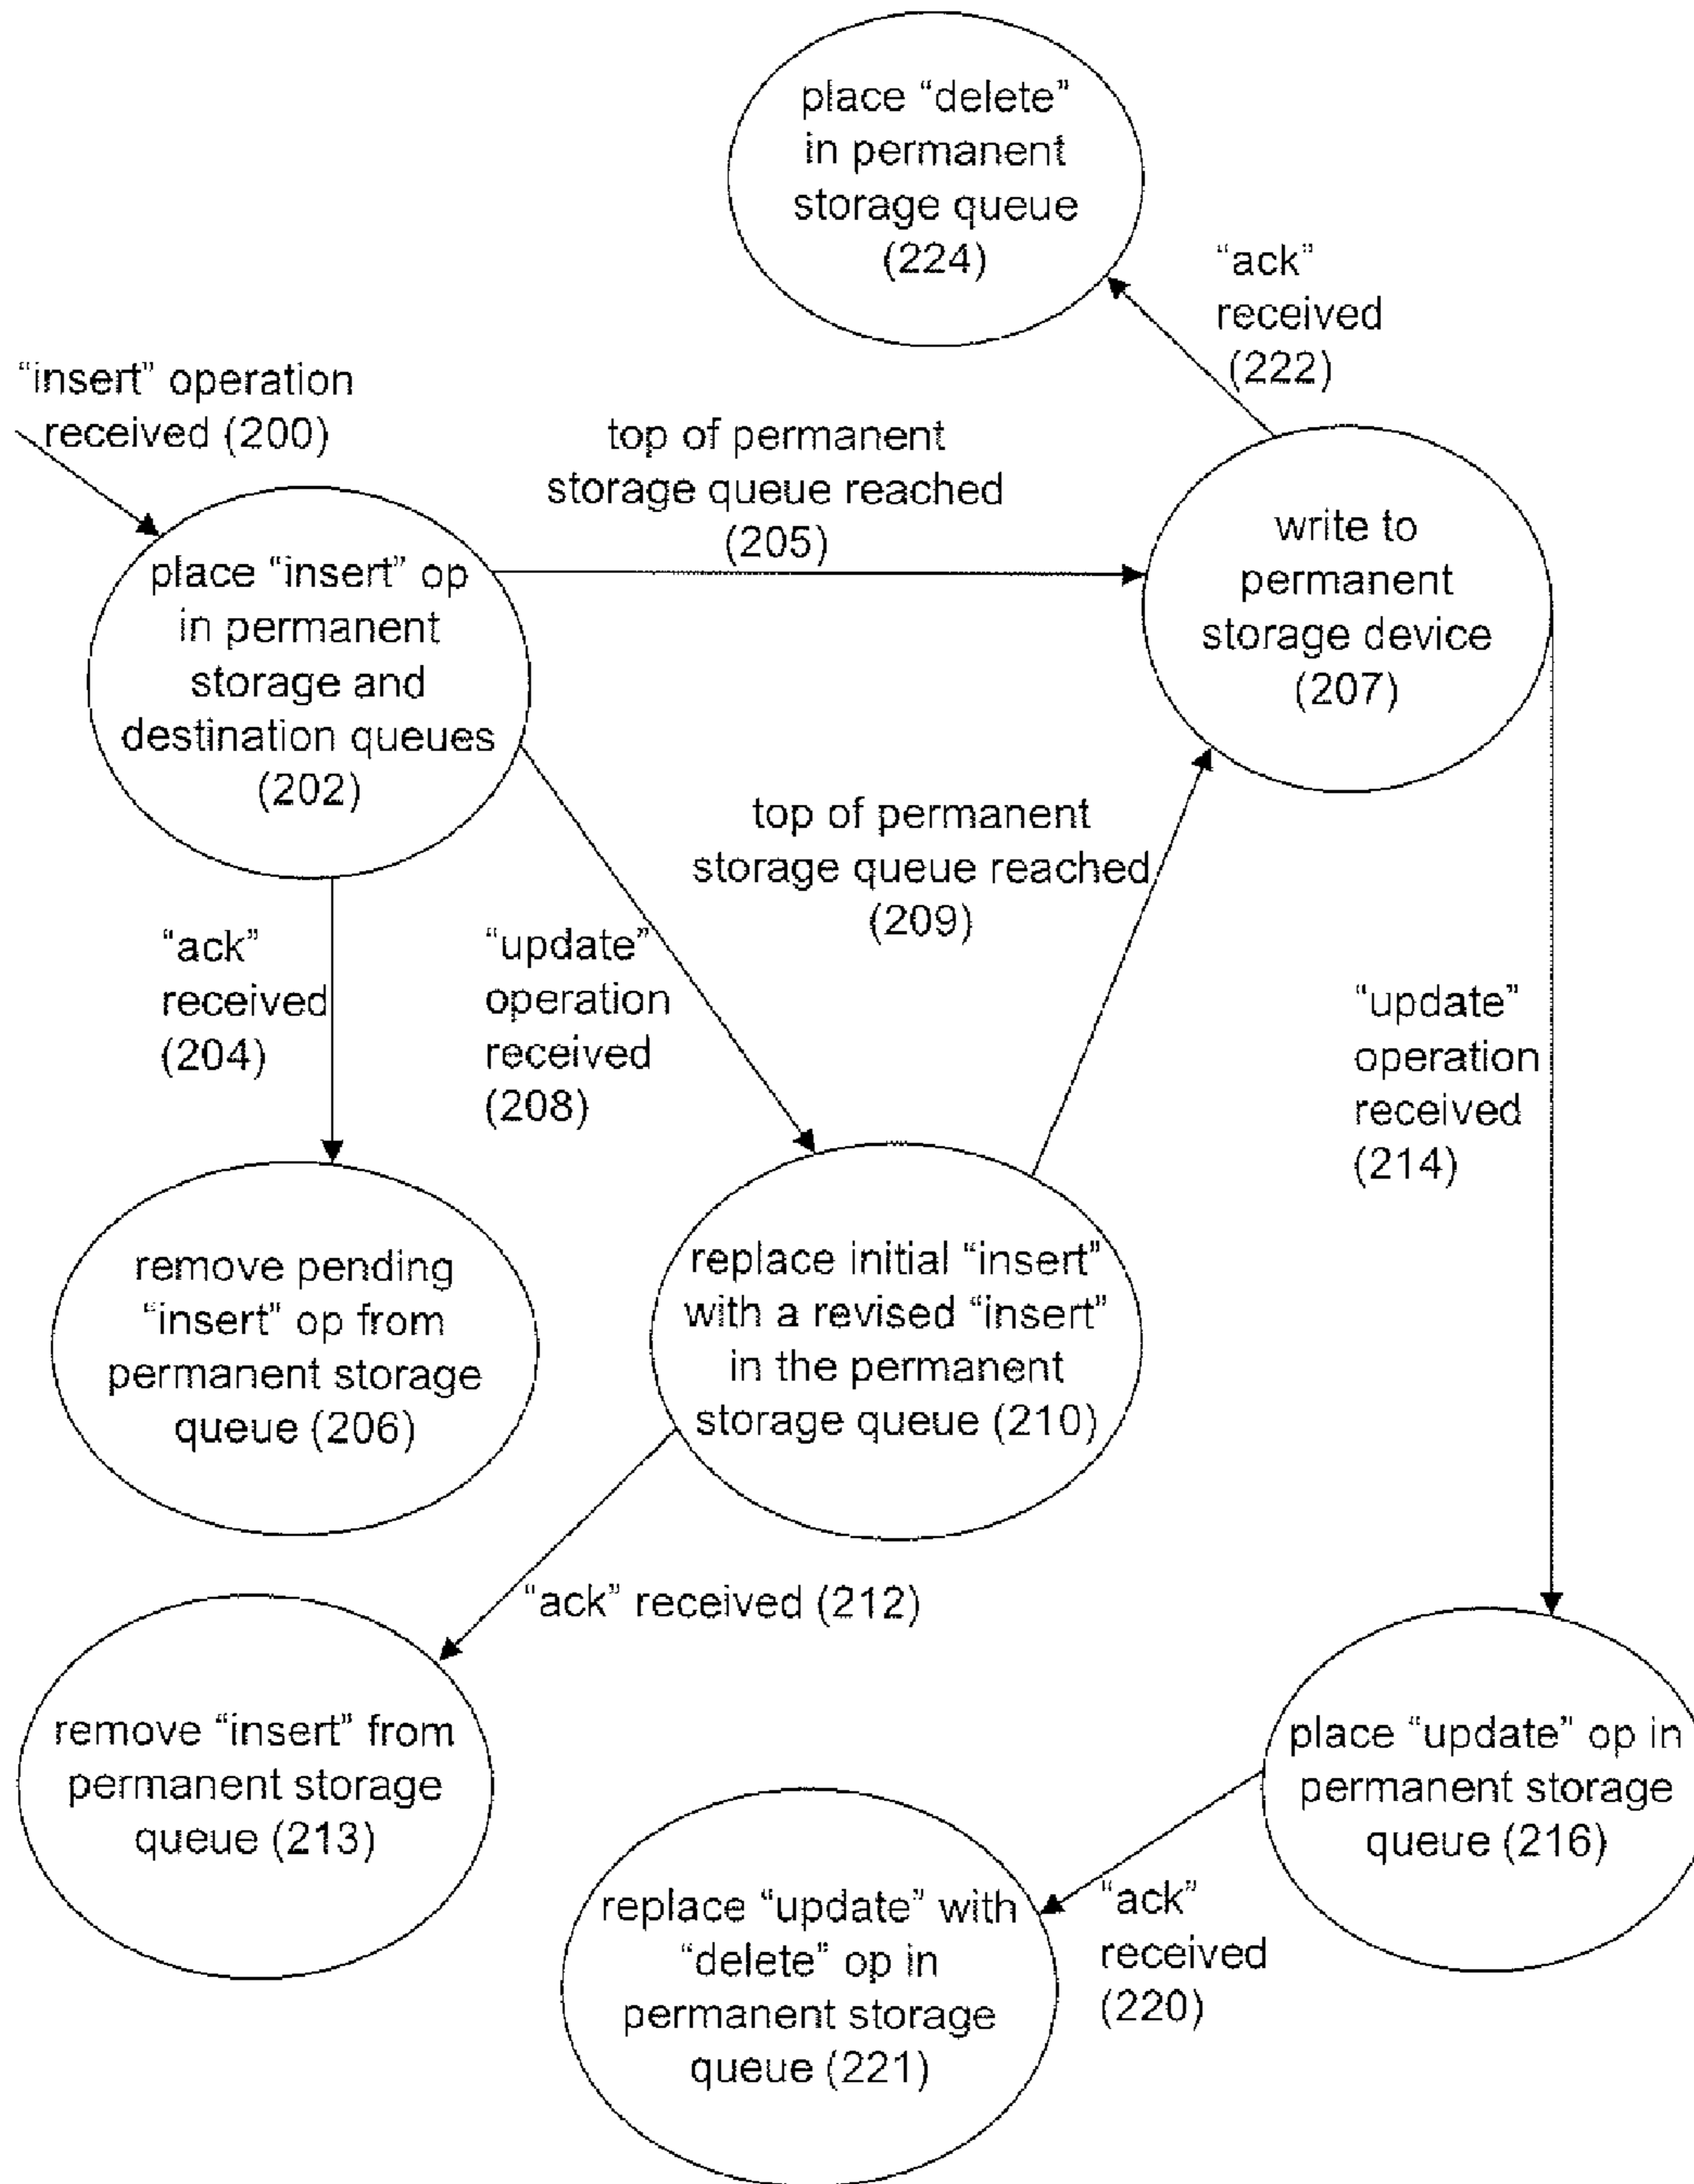 place “delete”
in permanent
storage queue
(224)
“ack”
received
(222)
“insert” operation
received (200)
top of permanent
storage queue reached
(205)
place “insert” op
in permanent
storage and
destination queues
(202)
write to
permanent
storage device
(207)
top of permanent
storage queue reached
(209)
“ack”
received
(204)
“update”
operation
received
(208)
“update”
operation
received
(214)
remove pending
“insert” op from
permanent storage
queue (206)
replace initial “insert”
with a revised “insert”
in the permanent
storage queue (210)
“ack” received (212)
remove “insert” from
permanent storage
queue (213)
place “update” op in
permanent storage
queue (216)
replace “update” with
“delete” op in
permanent storage
queue (221)
“ack”
received
(220)